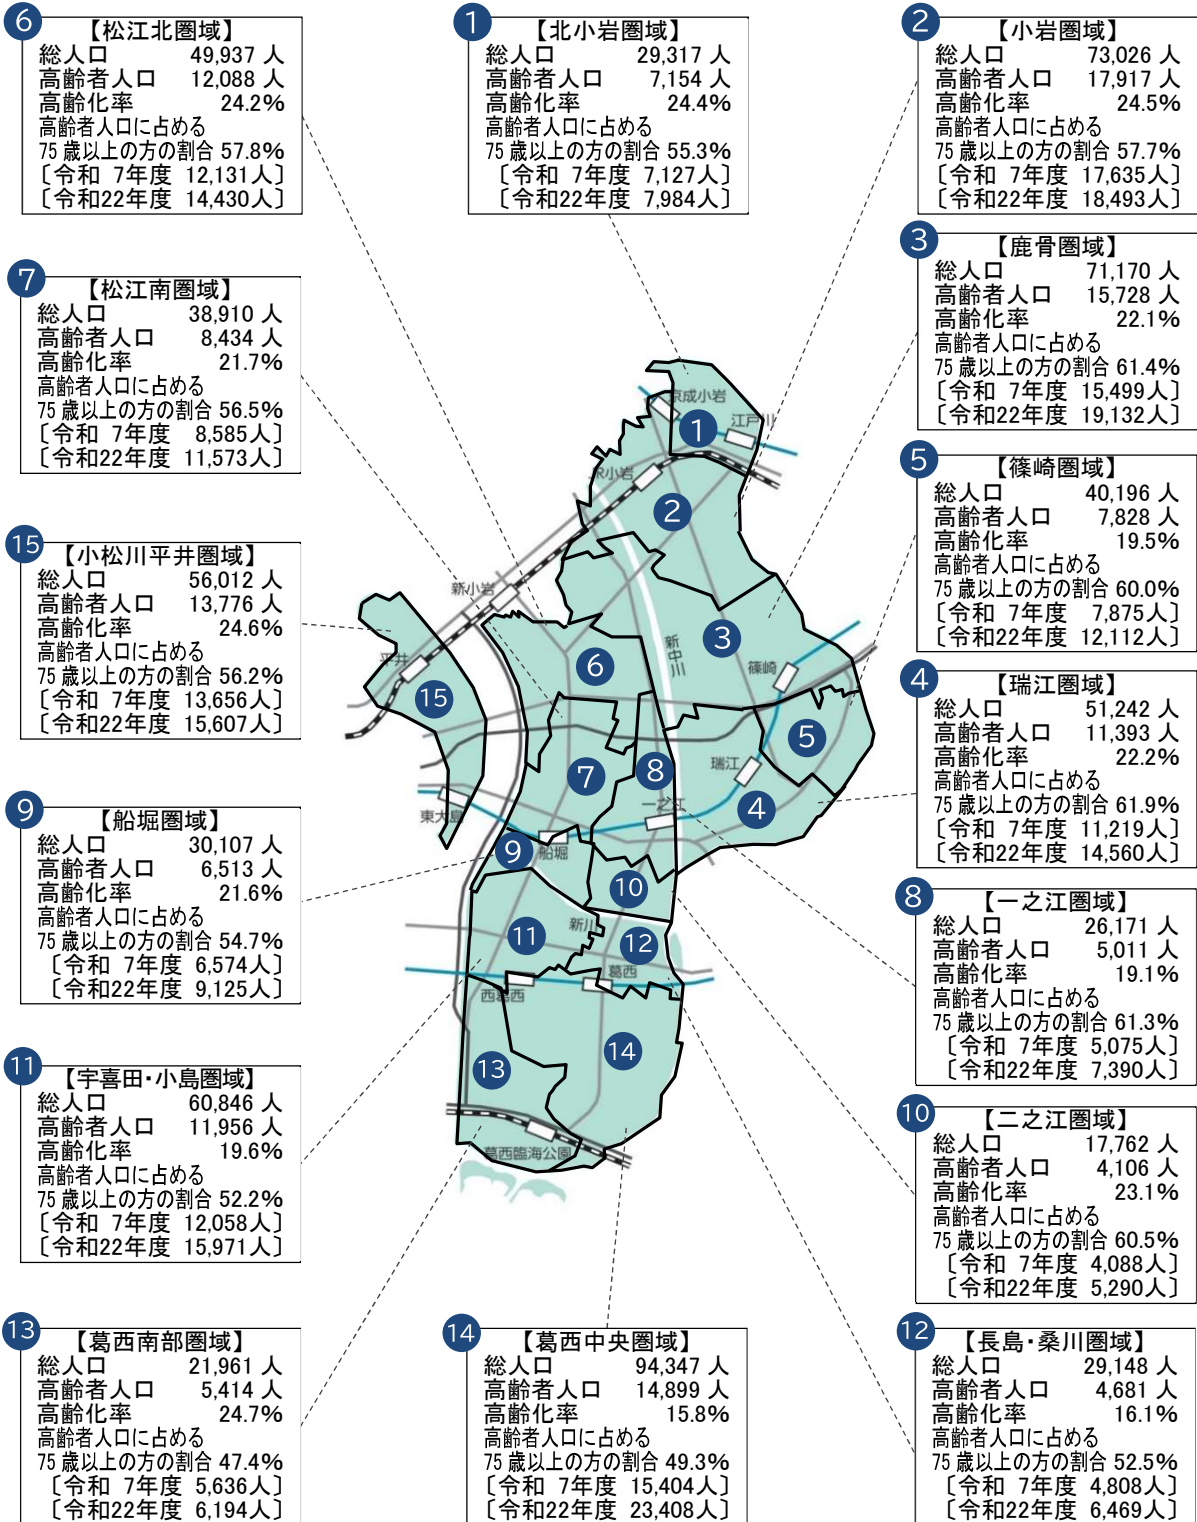 6
【松江北圏域】
総人口 49,937 人
高齢者人口 12,088 人
高齢化率 24.2%
高齢者人口に占める
75 歳以上の方の割合 57.8%
〔令和 7年度 12,131人〕
〔令和22年度 14,430人〕
1
【北小岩圏域】
総人口 29,317 人
高齢者人口 7,154 人
高齢化率 24.4%
高齢者人口に占める
75 歳以上の方の割合 55.3%
〔令和 7年度 7,127人〕
〔令和22年度 7,984人〕
2
【小岩圏域】
総人口 73,026 人
高齢者人口 17,917 人
高齢化率 24.5%
高齢者人口に占める
75 歳以上の方の割合 57.7%
〔令和 7年度 17,635人〕
〔令和22年度 18,493人〕
3
【鹿骨圏域】
総人口 71,170 人
高齢者人口 15,728 人
高齢化率 22.1%
高齢者人口に占める
75 歳以上の方の割合 61.4%
〔令和 7年度 15,499人〕
〔令和22年度 19,132人〕
7
【松江南圏域】
総人口 38,910 人
高齢者人口 8,434 人
高齢化率 21.7%
高齢者人口に占める
75 歳以上の方の割合 56.5%
〔令和 7年度 8,585人〕
〔令和22年度 11,573人〕
5
【篠崎圏域】
総人口 40,196 人
高齢者人口 7,828 人
高齢化率 19.5%
高齢者人口に占める
75 歳以上の方の割合 60.0%
〔令和 7年度 7,875人〕
〔令和22年度 12,112人〕
15
【小松川平井圏域】
総人口 56,012 人
高齢者人口 13,776 人
高齢化率 24.6%
高齢者人口に占める
75 歳以上の方の割合 56.2%
〔令和 7年度 13,656人〕
〔令和22年度 15,607人〕
4
【瑞江圏域】
総人口 51,242 人
高齢者人口 11,393 人
高齢化率 22.2%
高齢者人口に占める
75 歳以上の方の割合 61.9%
〔令和 7年度 11,219人〕
〔令和22年度 14,560人〕
9
【船堀圏域】
総人口 30,107 人
高齢者人口 6,513 人
高齢化率 21.6%
高齢者人口に占める
75 歳以上の方の割合 54.7%
〔令和 7年度 6,574人〕
〔令和22年度 9,125人〕
8
【一之江圏域】
総人口 26,171 人
高齢者人口 5,011 人
高齢化率 19.1%
高齢者人口に占める
75 歳以上の方の割合 61.3%
〔令和 7年度 5,075人〕
〔令和22年度 7,390人〕
11
【宇喜田・小島圏域】
総人口 60,846 人
高齢者人口 11,956 人
高齢化率 19.6%
高齢者人口に占める
75 歳以上の方の割合 52.2%
〔令和 7年度 12,058人〕
〔令和22年度 15,971人〕
10
【二之江圏域】
総人口 17,762 人
高齢者人口 4,106 人
高齢化率 23.1%
高齢者人口に占める
75 歳以上の方の割合 60.5%
〔令和 7年度 4,088人〕
〔令和22年度 5,290人〕
13
【葛西南部圏域】
総人口 21,961 人
高齢者人口 5,414 人
高齢化率 24.7%
高齢者人口に占める
75 歳以上の方の割合 47.4%
〔令和 7年度 5,636人〕
〔令和22年度 6,194人〕
14
【葛西中央圏域】
総人口 94,347 人
高齢者人口 14,899 人
高齢化率 15.8%
高齢者人口に占める
75 歳以上の方の割合 49.3%
〔令和 7年度 15,404人〕
〔令和22年度 23,408人〕
12
【長島・桑川圏域】
総人口 29,148 人
高齢者人口 4,681 人
高齢化率 16.1%
高齢者人口に占める
75 歳以上の方の割合 52.5%
〔令和 7年度 4,808人〕
〔令和22年度 6,469人〕
京成小岩
江戸川
1
JR小岩
2
新小岩
3
新中川
6
篠崎
平井
15
5
瑞江
7
8
4
一之江
東大島
9
船堀
10
新川
11
12
葛西
西葛西
14
13
葛西臨海公園